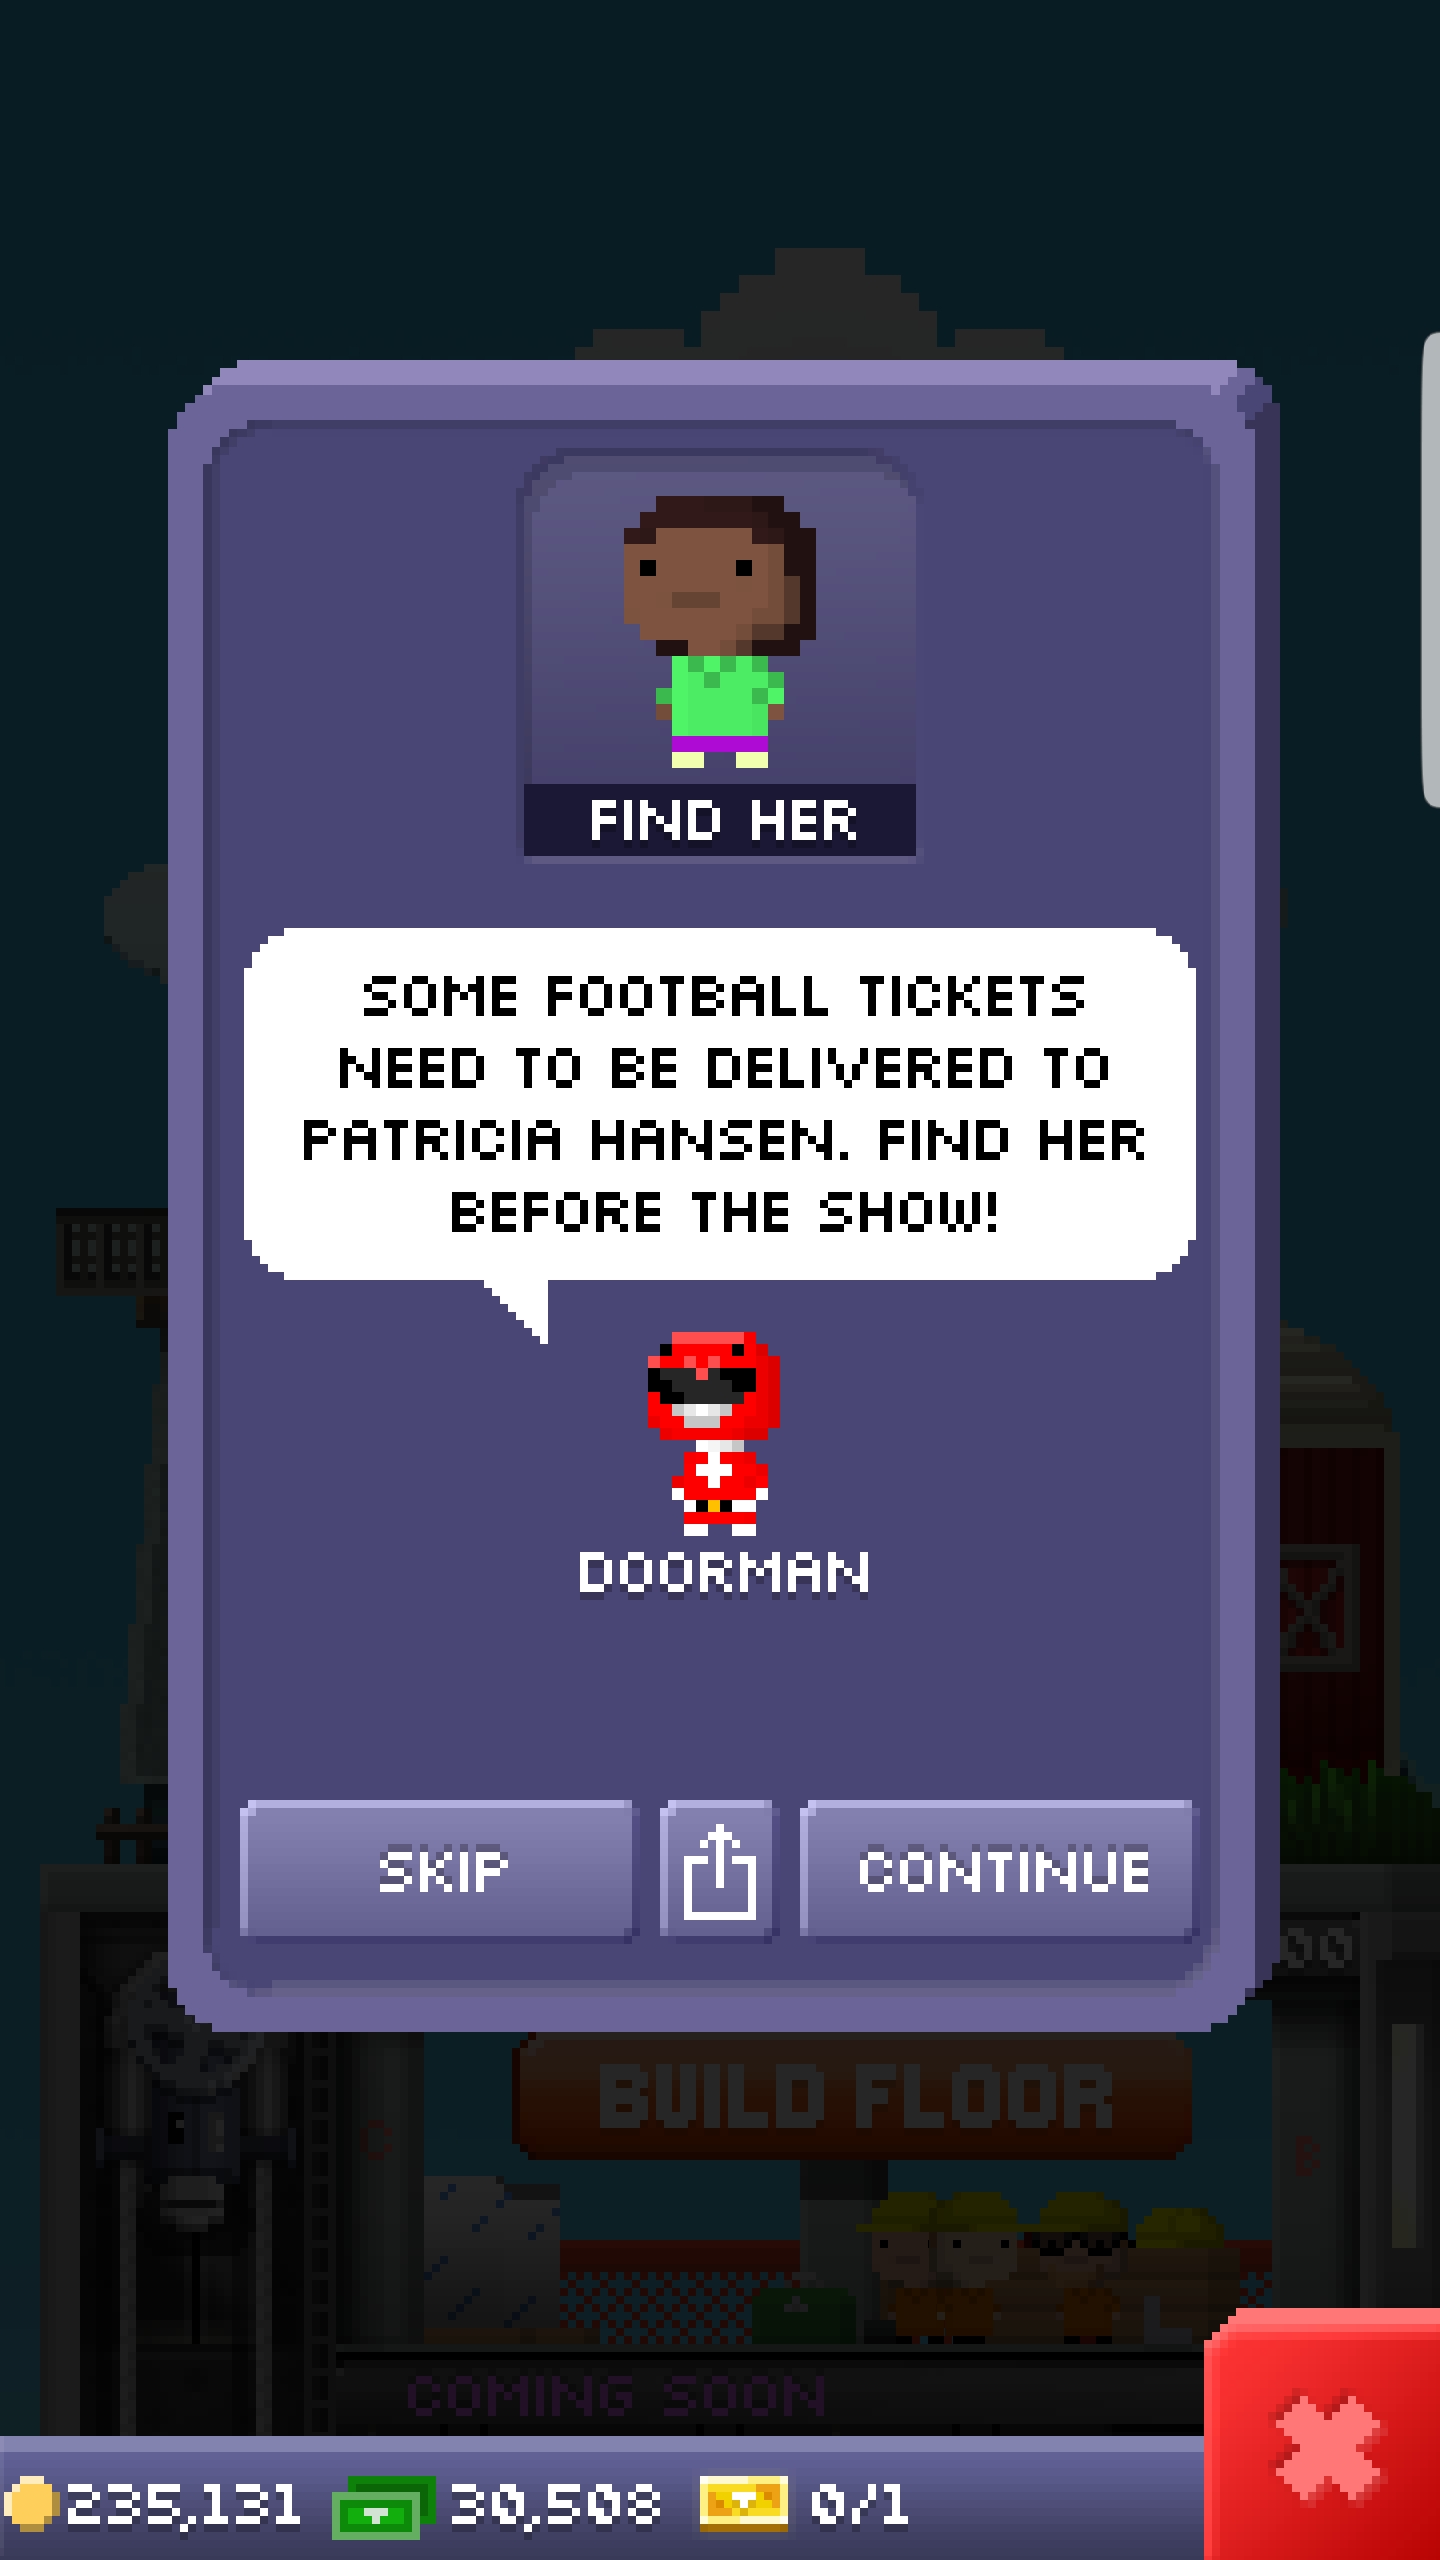 FIND HER
SOME FOOTBALL TICKETS
NEED TO BE DELIVERED TO
PATRICIA HANSEN. FIND HER
BEFORE THE SHOW!
DOORMAN
SKIP
CONTINUE
00
BUILD FLOOR
C
B
COMING SOON
235,131
30,508
0/1